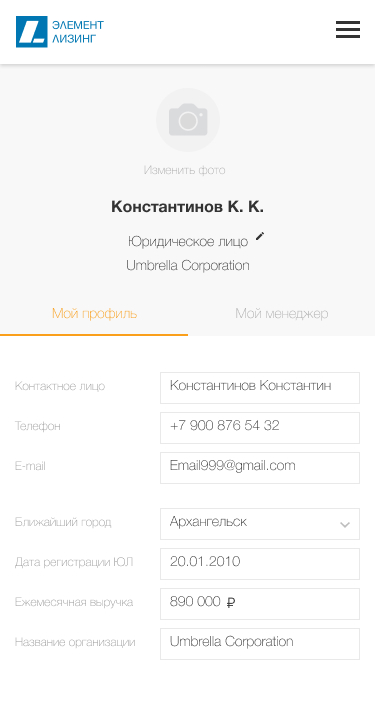 ЭЛЕМЕНТ
ЛИЗИНГ
Изменить фото
Константинов К. К.
Юридическое лицо
Umbrella Corporation
Мой профиль
Мой менеджер
Контактное лицо
Константинов Константин
Телефон
+7 900 876 54 32
E-mail
Email999@gmail.com
Ближайший город
Архангельск
Дата регистрации ЮЛ
20.01.2010
Ежемесячная выручка
890 000 ₽
Название организации
Umbrella Corporation